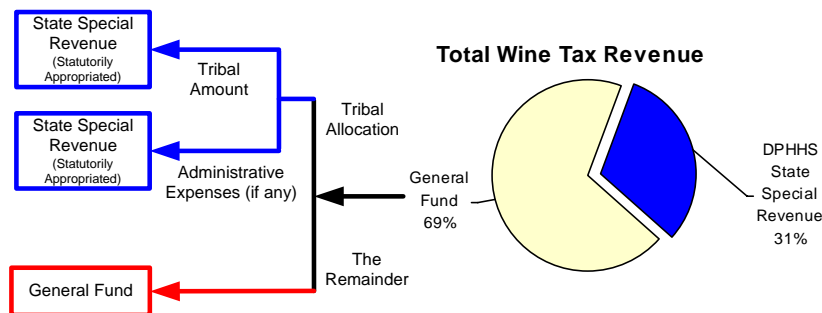 State Special
Revenue
(Statutorily
Appropriated)
Tribal
Amount
State Special
Revenue
(Statutorily
Appropriated)
Administrative
Expenses (if any)
General Fund
Tribal
Allocation
The
Remainder
Total Wine Tax Revenue
General
Fund
69%
DPHHS
State
Special
Revenue
31%